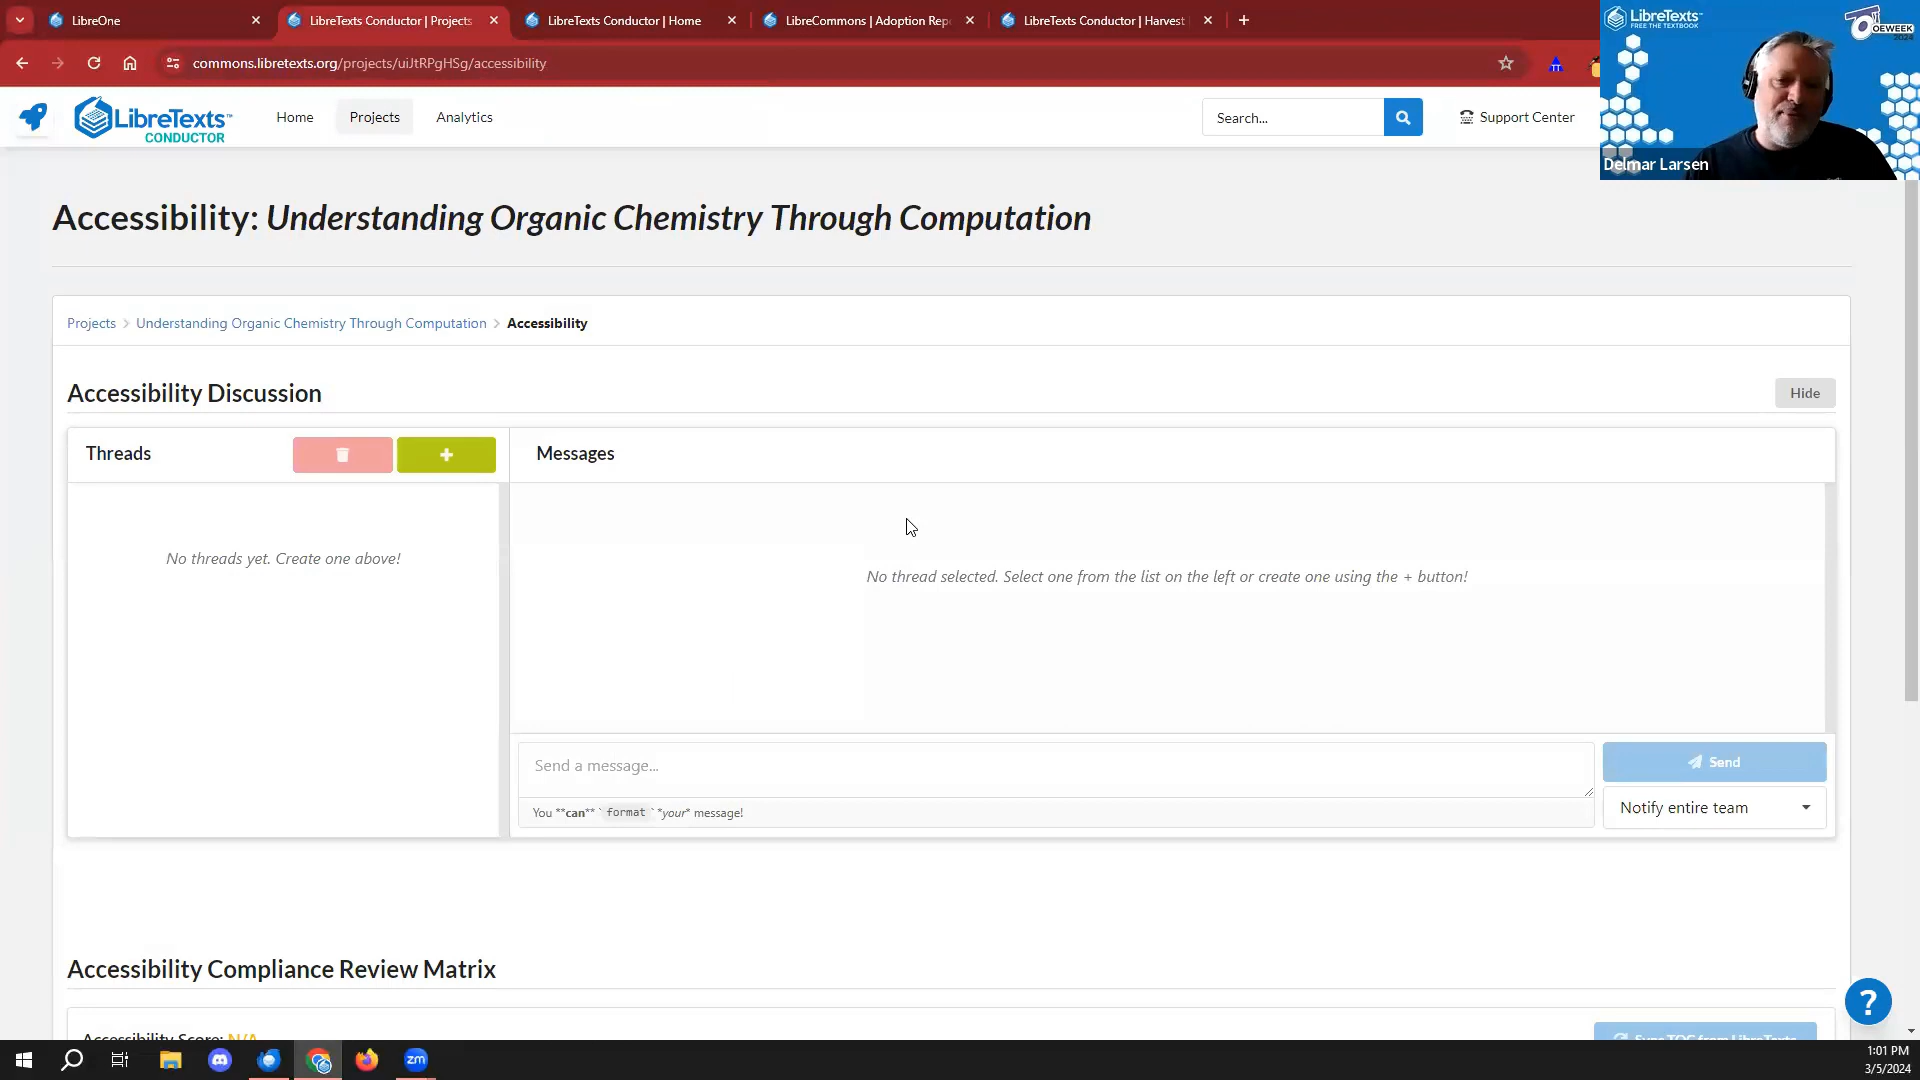 LibreOne
LibreTexts Conductor | Projects
LibreTexts Conductor | Home
LibreCommons | Adoption Rep
LibreTexts Conductor | Harvest
commons.libretexts.org/projects/uiJtRPgHSg/accessibility
LibreTexts
FREE THE TEXTBOOK
OEWEEK
2024
Delmar Larsen
LibreTexts
CONDUCTOR
Home
Projects
Analytics
Search...
Support Center
Accessibility: Understanding Organic Chemistry Through Computation
Projects > Understanding Organic Chemistry Through Computation > Accessibility
Accessibility Discussion
Hide
Threads
Messages
No threads yet. Create one above!
No thread selected. Select one from the list on the left or create one using the + button!
Send a message...
Send
You **can** `format` *your* message!
Notify entire team
Accessibility Compliance Review Matrix
?
Accessibility Score: N/A
Sync TOC from LibreTexts
zm
1:01 PM
3/5/2024